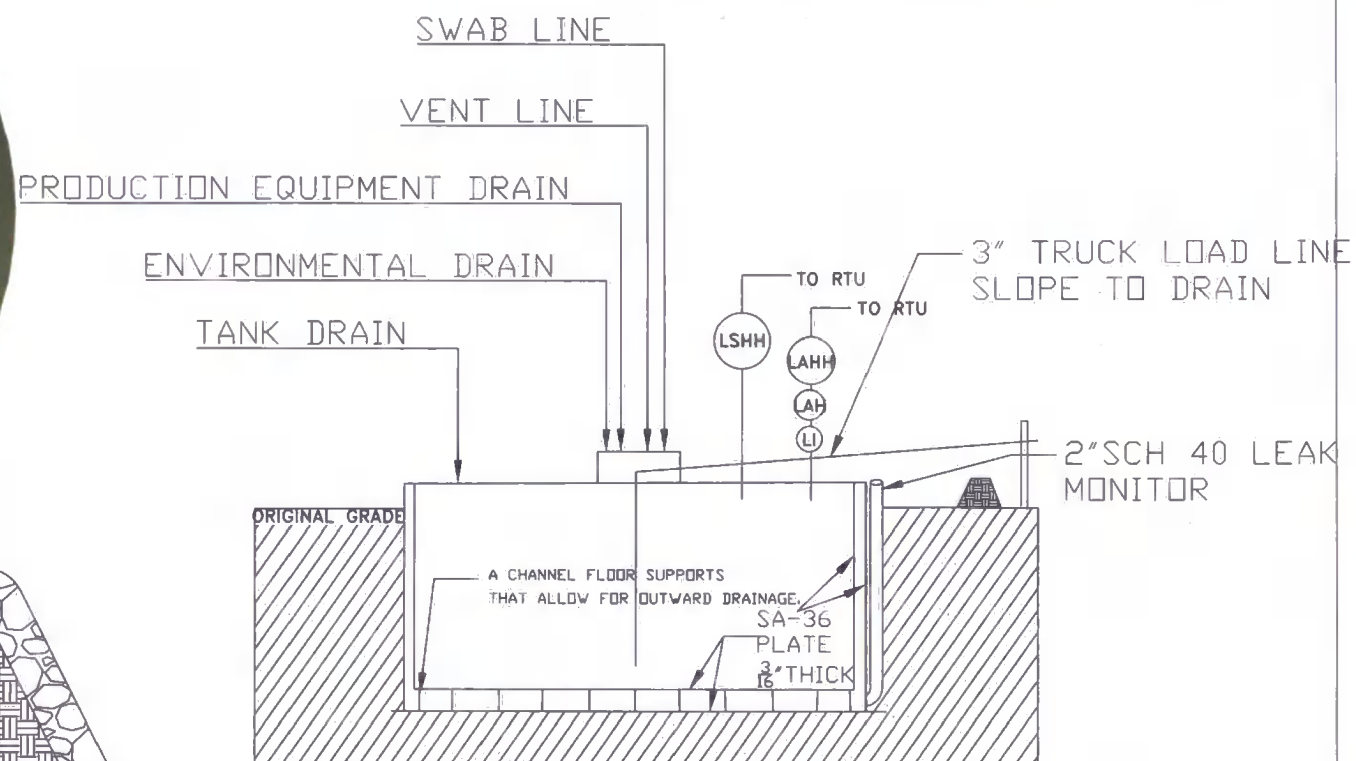 SWAB LINE
VENT LINE
PRODUCTION EQUIPMENT DRAIN
ENVIRONMENTAL DRAIN
TANK DRAIN
TO RTU
TO RTU
3" TRUCK LOAD LINE
SLOPE TO DRAIN
LSHH
LAHH
LAH
LI
2"SCH 40 LEAK
MONITOR
ORIGINAL GRADE
A CHANNEL FLOOR SUPPORTS
THAT ALLOW FOR OUTWARD DRAINAGE.
SA-36
PLATE
3/16" THICK